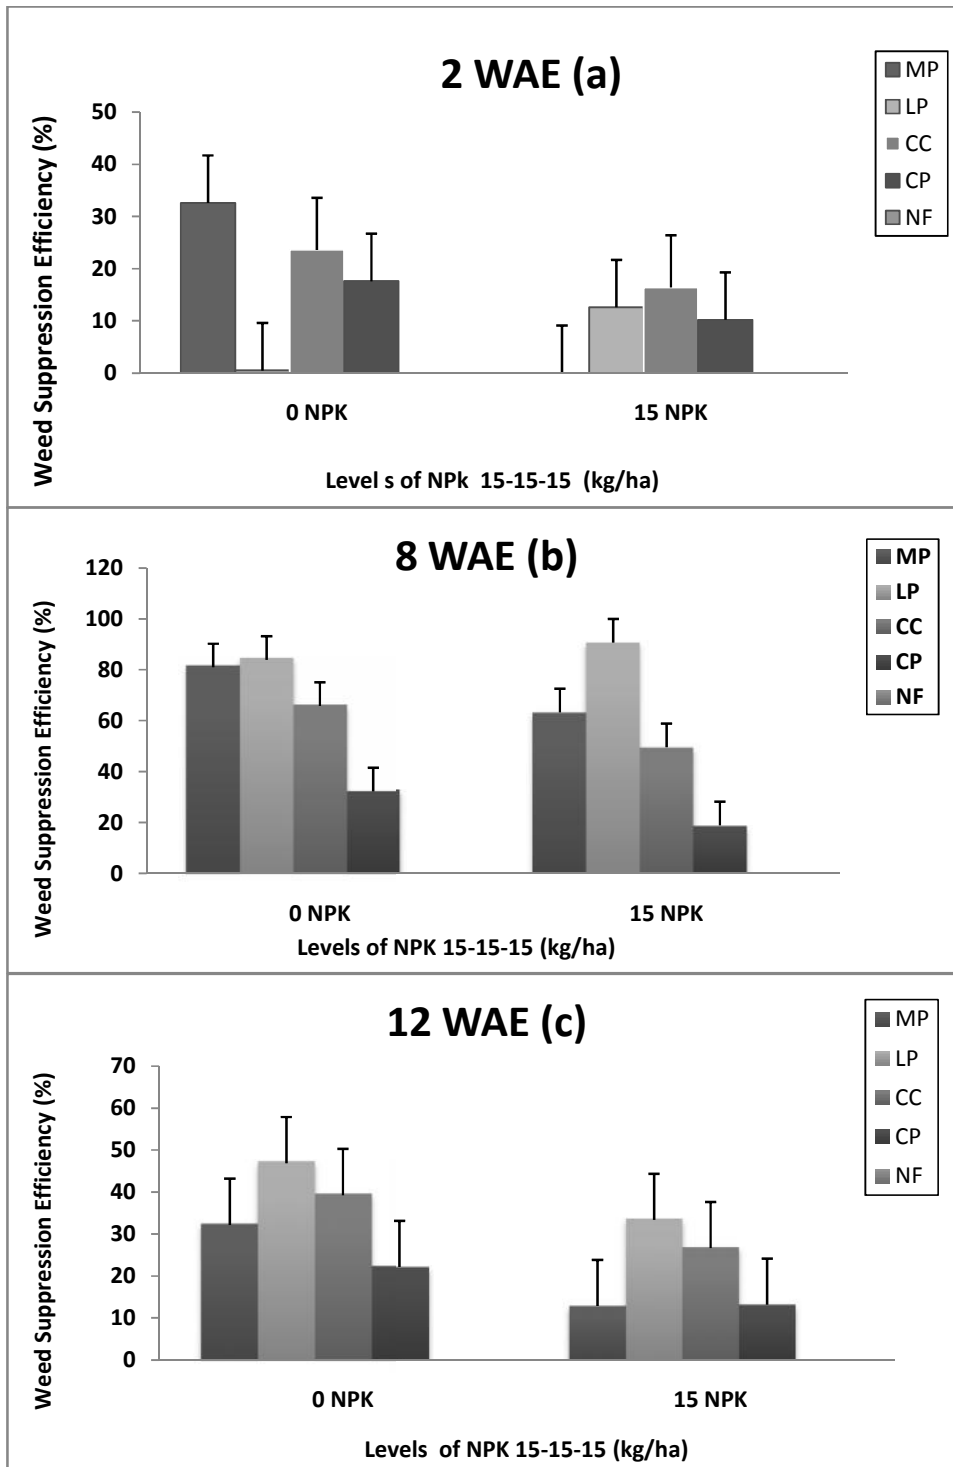 2 WAE (a)
Weed Suppression Efficiency (%)
50
40
30
20
10
0
0 NPK
15 NPK
Level s of NPk 15-15-15 (kg/ha)
MP
LP
CC
CP
NF
8 WAE (b)
Weed Suppression Efficiency (%)
120
100
80
60
40
20
0
0 NPK
15 NPK
Levels of NPK 15-15-15 (kg/ha)
MP
LP
CC
CP
NF
12 WAE (c)
Weed Suppression Efficiency (%)
70
60
50
40
30
20
10
0
0 NPK
15 NPK
Levels of NPK 15-15-15 (kg/ha)
MP
LP
CC
CP
NF